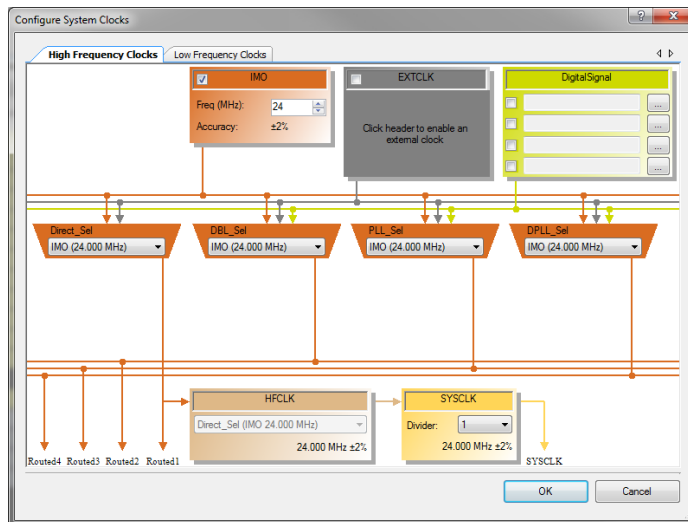 Configure System Clocks
High Frequency Clocks
Low Frequency Clocks
IMO
Freq (MHz):
24
Accuracy:
±2%
EXTCLK
Click header to enable an
external clock
DigitalSignal
...
...
...
...
Direct_Sel
IMO (24.000 MHz)
DBL_Sel
IMO (24.000 MHz)
PLL_Sel
IMO (24.000 MHz)
DPLL_Sel
IMO (24.000 MHz)
HFCLK
Direct_Sel (IMO 24.000 MHz)
24.000 MHz ±2%
SYSCLK
Divider:
1
24.000 MHz ±2%
Routed4
Routed3
Routed2
Routed1
SYSCLK
OK
Cancel